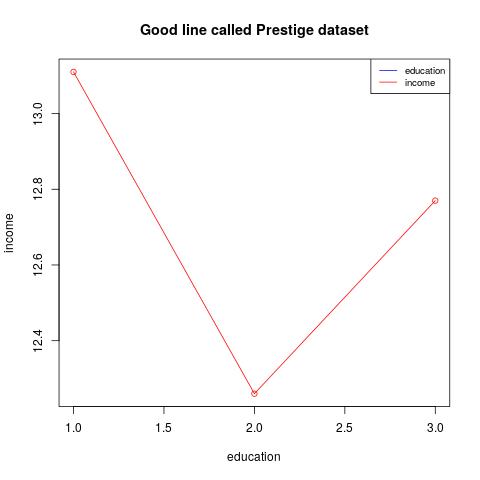 Good line called Prestige dataset
education
income
13.0
12.8
12.6
12.4
income
1.0 1.5 2.0 2.5 3.0
education